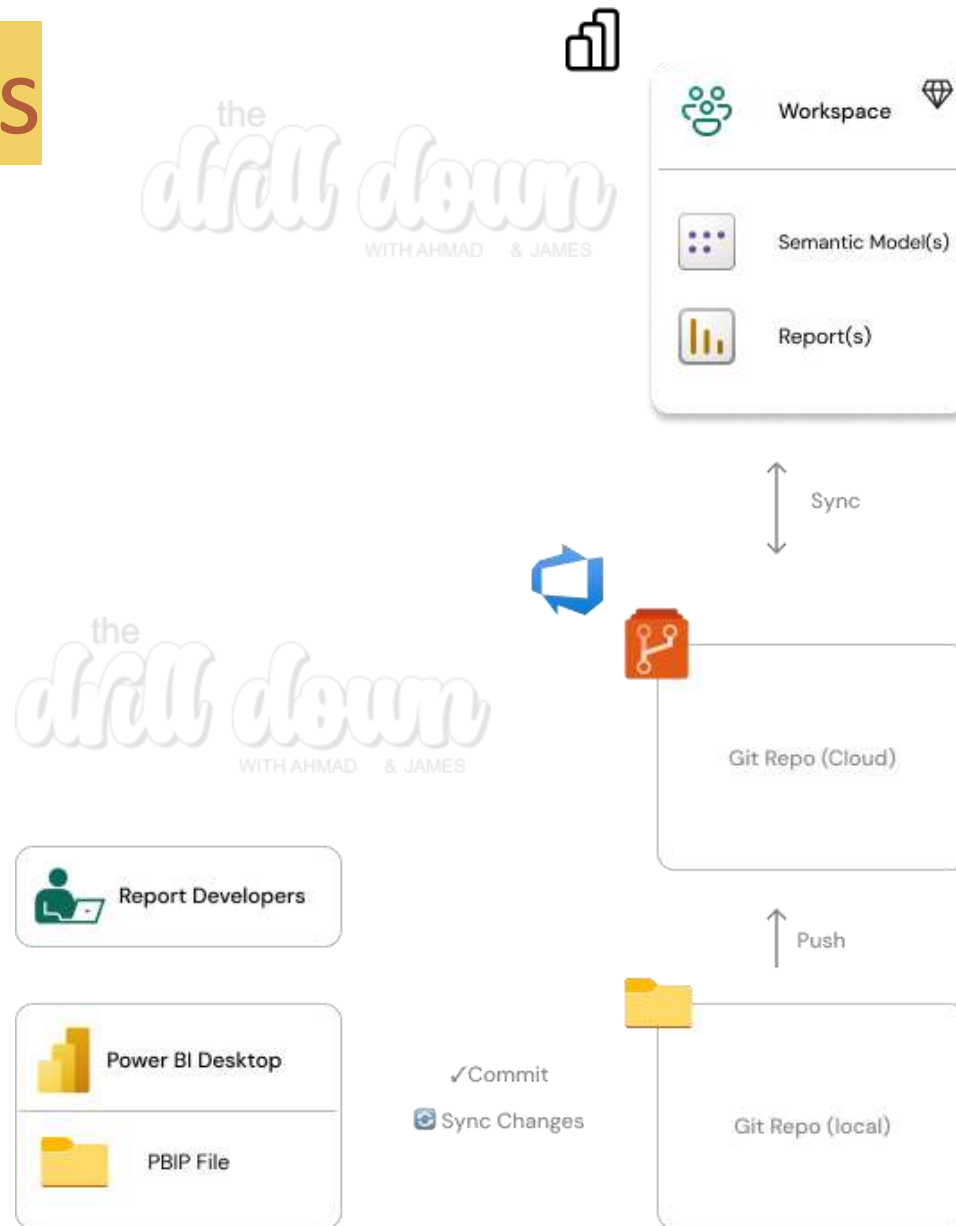 S
Workspace
the
drill down
WITH AHMAD & JAMES
Semantic Model(s)
Report(s)
Sync
the
drill down
WITH AHMAD & JAMES
Git Repo (Cloud)
Report Developers
Push
Power BI Desktop
✓Commit
Sync Changes
Git Repo (local)
PBIP File